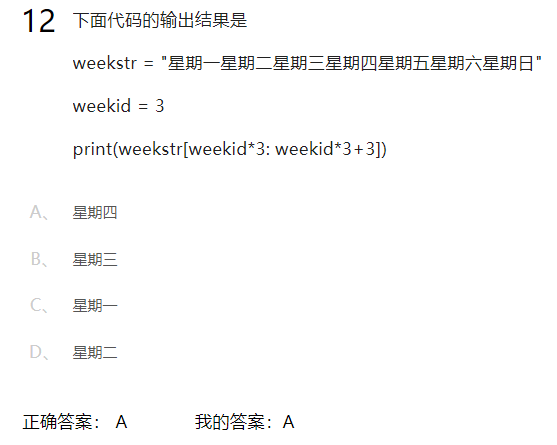 12 下面代码的输出结果是
weekstr = "星期一星期二星期三星期四星期五星期六星期日"
weekid = 3
print(weekstr[weekid*3: weekid*3+3])
A、 星期四
B、 星期三
C、 星期一
D、 星期二
正确答案： A 我的答案：A